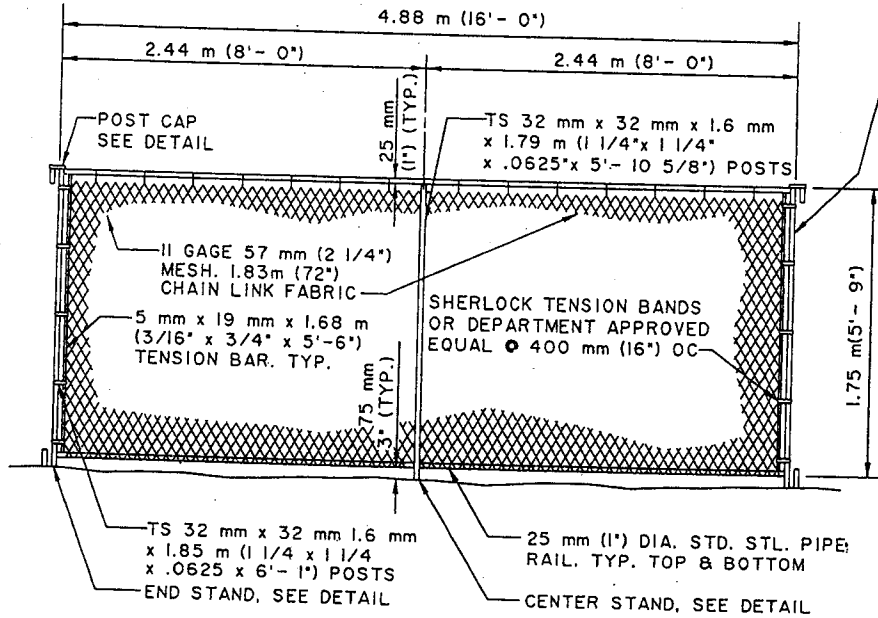 4.88 m (16'- 0")
2.44 m (8'- 0")
2.44 m (8'- 0")
25 mm
(1") (TYP.)
POST CAP
SEE DETAIL
TS 32 mm x 32 mm x 1.6 mm
x 1.79 m (1 1/4"x 1 1/4"
x .0625"x 5'- 10 5/8") POSTS
11 GAGE 57 mm (2 1/4")
MESH. 1.83m (72")
CHAIN LINK FABRIC
5 mm x 19 mm x 1.68 m
(3/16" x 3/4" x 5'-6")
TENSION BAR. TYP.
SHERLOCK TENSION BANDS
OR DEPARTMENT APPROVED
EQUAL @ 400 mm (16") OC
1.75 m(5'- 9")
75 mm
3" (TYP.)
TS 32 mm x 32 mm 1.6 mm
x 1.85 m (1 1/4 x 1 1/4
x .0625 x 6'- 1") POSTS
END STAND, SEE DETAIL
25 mm (1") DIA. STD. STL. PIPE
RAIL, TYP. TOP & BOTTOM
CENTER STAND, SEE DETAIL